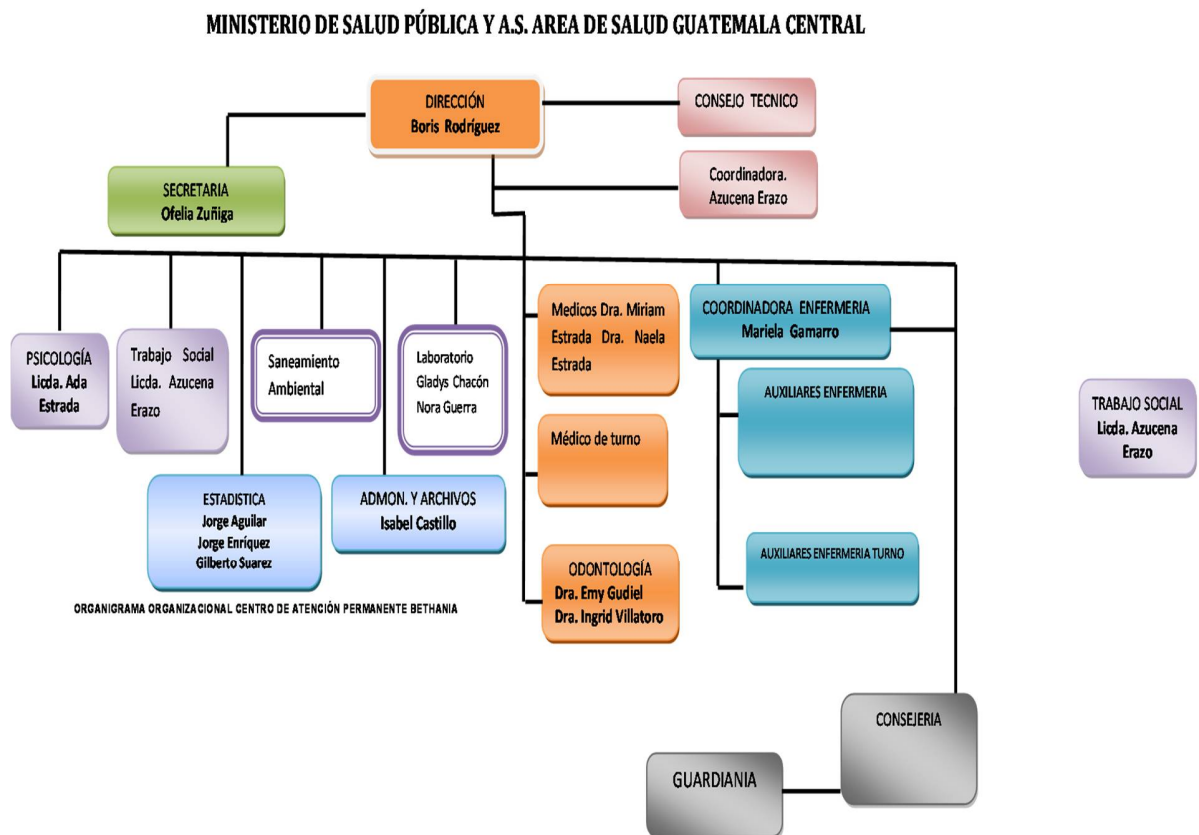 MINISTERIO DE SALUD PÚBLICA Y A.S. AREA DE SALUD GUATEMALA CENTRAL
DIRECCIÓN
Boris Rodríguez
CONSEJO TECNICO
Coordinadora.
Azucena Erazo
SECRETARIA
Ofelia Zuñiga
PSICOLOGÍA
Licda. Ada
Estrada
Trabajo Social
Licda. Azucena
Erazo
Saneamiento
Ambiental
Laboratorio
Gladys Chacón
Nora Guerra
Medicos Dra. Miriam
Estrada Dra. Naela
Estrada
COORDINADORA ENFERMERIA
Mariela Gamarro
AUXILIARES ENFERMERIA
TRABAJO SOCIAL
Licda. Azucena
Erazo
Médico de turno
ESTADISTICA
Jorge Aguilar
Jorge Enríquez
Gilberto Suarez
ADMON. Y ARCHIVOS
Isabel Castillo
ODONTOLOGÍA
Dra. Emy Gudiel
Dra. Ingrid Villatoro
AUXILIARES ENFERMERIA TURNO
ORGANIGRAMA ORGANIZACIONAL CENTRO DE ATENCIÓN PERMANENTE BETHANIA
CONSEJERIA
GUARDIANIA